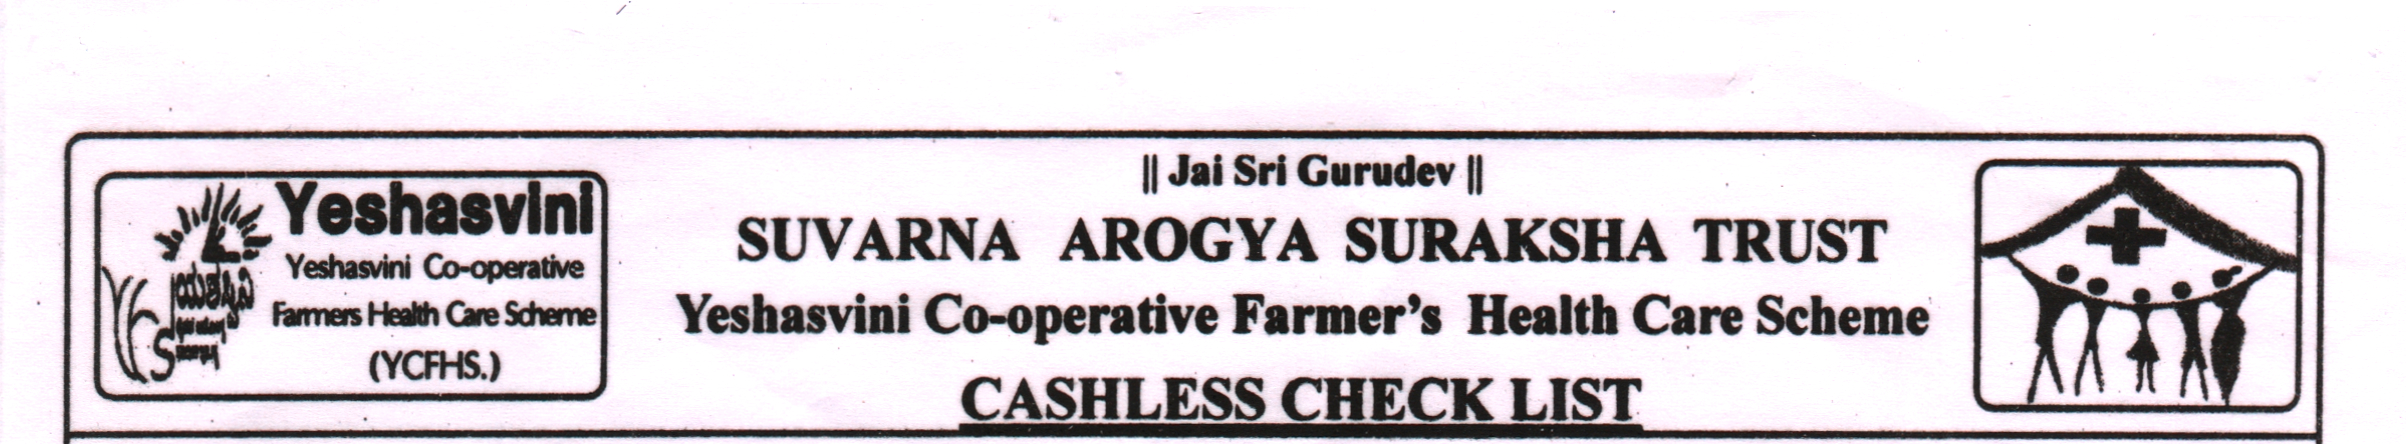 || Jai Sri Gurudev ||
Yeshasvini
SUVARNA AROGYA SURAKSHA TRUST
Yeshasvini Co-operative
Farmers Health Care Scheme
(YCFHS.)
ಯಶಸ್ವಿನಿ
Yeshasvini Co-operative Farmer's Health Care Scheme
CASHLESS CHECK LIST